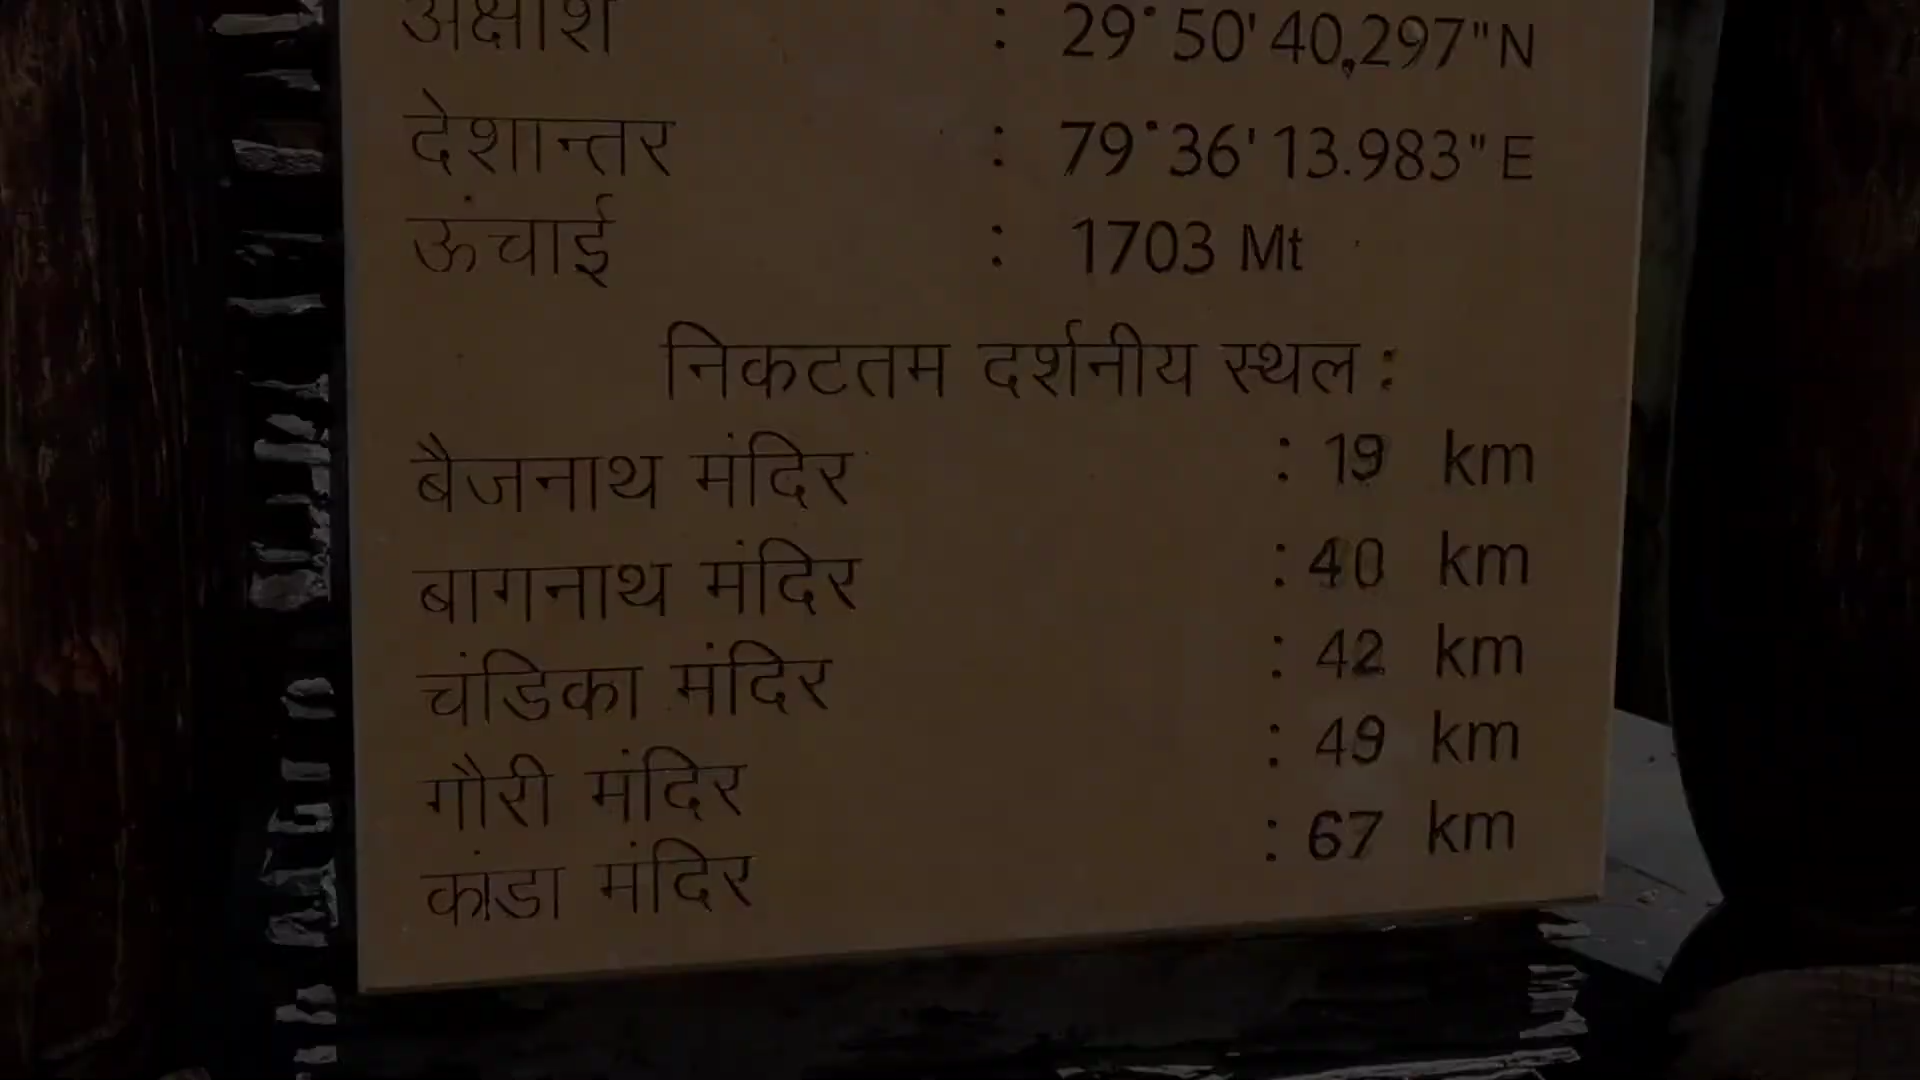 अक्षांश : 29° 50' 40.297" N
देशान्तर : 79° 36' 13.983" E
ऊंचाई : 1703 Mt
निकटतम दर्शनीय स्थल :
बैजनाथ मंदिर : 19 km
बागनाथ मंदिर : 40 km
चंडिका मंदिर : 42 km
गौरी मंदिर : 49 km
कांडा मंदिर : 67 km